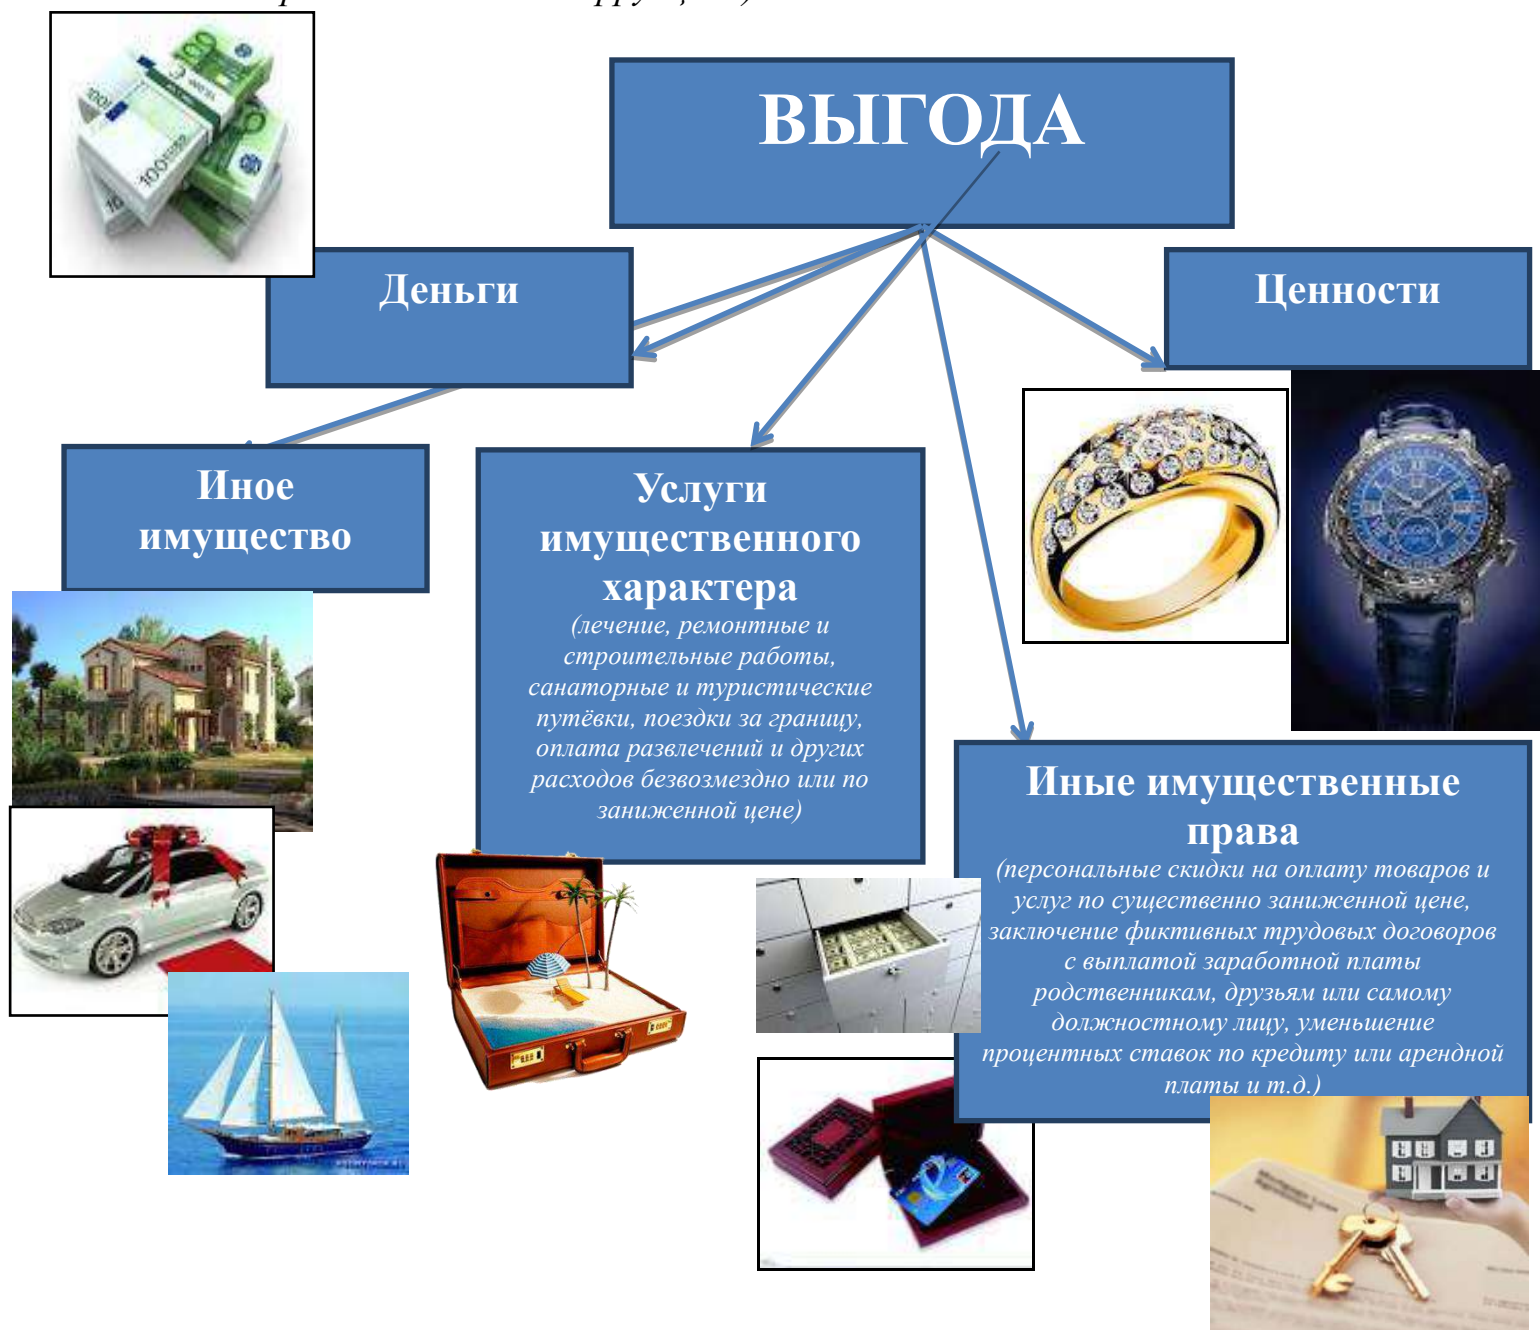 ВЫГОДА
Деньги
Ценности
Иное
имущество
Услуги
имущественного
характера
(лечение, ремонтные и
строительные работы,
санаторные и туристические
путёвки, поездки за границу,
оплата развлечений и других
расходов безвозмездно или по
заниженной цене)
Иные имущественные
права
(персональные скидки на оплату товаров и
услуг по существенно заниженной цене,
заключение фиктивных трудовых договоров
с выплатой заработной платы
родственникам, друзьям или самому
должностному лицу, уменьшение
процентных ставок по кредиту или арендной
платы и т.д.)
100
100